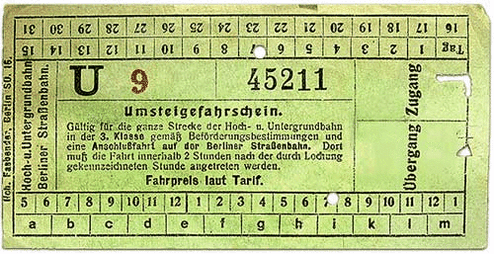 31 30 29 28 27 26 25 24 23 22 21 20 19 18 17 16
15 14 13 12 11 10 9 8 7 6 5 4 3 2 1 Tag
Hch. Fasbender, Berlin SO. 16.
Hoch- u. Untergrundbahn
Berliner Straßenbahn.
U 9 45211
Umsteigefahrschein.
Gültig für die ganze Strecke der Hoch- u. Untergrundbahn
in der 3. Klasse gemäß Beförderungsbestimmungen und
eine Anschlußfahrt auf der Berliner Straßenbahn. Dort
muß die Fahrt innerhalb 2 Stunden nach der durch Lochung
gekennzeichneten Stunde angetreten werden.
Fahrpreis laut Tarif.
Übergang Zugang
5 6 7 8 9 10 11 12 1 2 3 4 5 6 7 8 9 10 11 12 1
a b c d e f g h i k l m